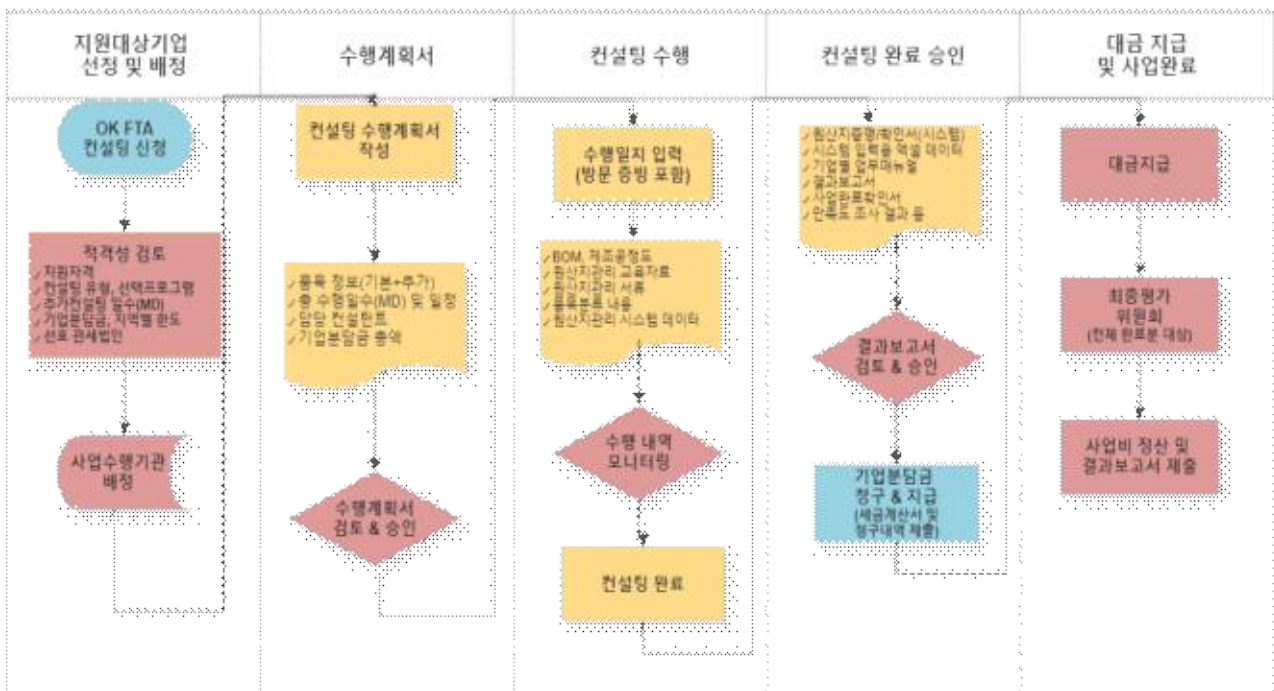 지원대상기업
선정 및 배정
수행계획서
컨설팅 수행
컨설팅 완료 승인
대금 지급
및 사업완료
OK FTA
컨설팅 신청
적격성 검토
✓지원자격
✓컨설팅 유형, 선택프로그램
✓추가컨설팅 일수(MD)
✓기업분담금, 지역별 한도
✓선호 관세법인
사업수행기관
배정
컨설팅 수행계획서
작성
✓품목 정보(기본+추가)
✓총 수행일수(MD) 및 일정
✓담당 컨설턴트
✓기업분담금 총액
수행계획서
검토 & 승인
수행일지 입력
(방문 증빙 포함)
✓BOM, 제조공정도
✓원산지관리 교육자료
✓원산지관리 서류
✓품목분류 내용
✓원산지관리 시스템 데이터
수행 내역
모니터링
컨설팅 완료
✓원산지증명/확인서(시스템)
✓시스템 입력용 엑셀 데이터
✓기업별 업무매뉴얼
✓결과보고서
✓사업완료확인서
✓만족도 조사 결과 등
결과보고서
검토 & 승인
기업분담금
청구 & 지급
(세금계산서 및
청구내역 제출)
대금지급
최종평가
위원회
(전체 완료분 대상)
사업비 정산 및
결과보고서 제출